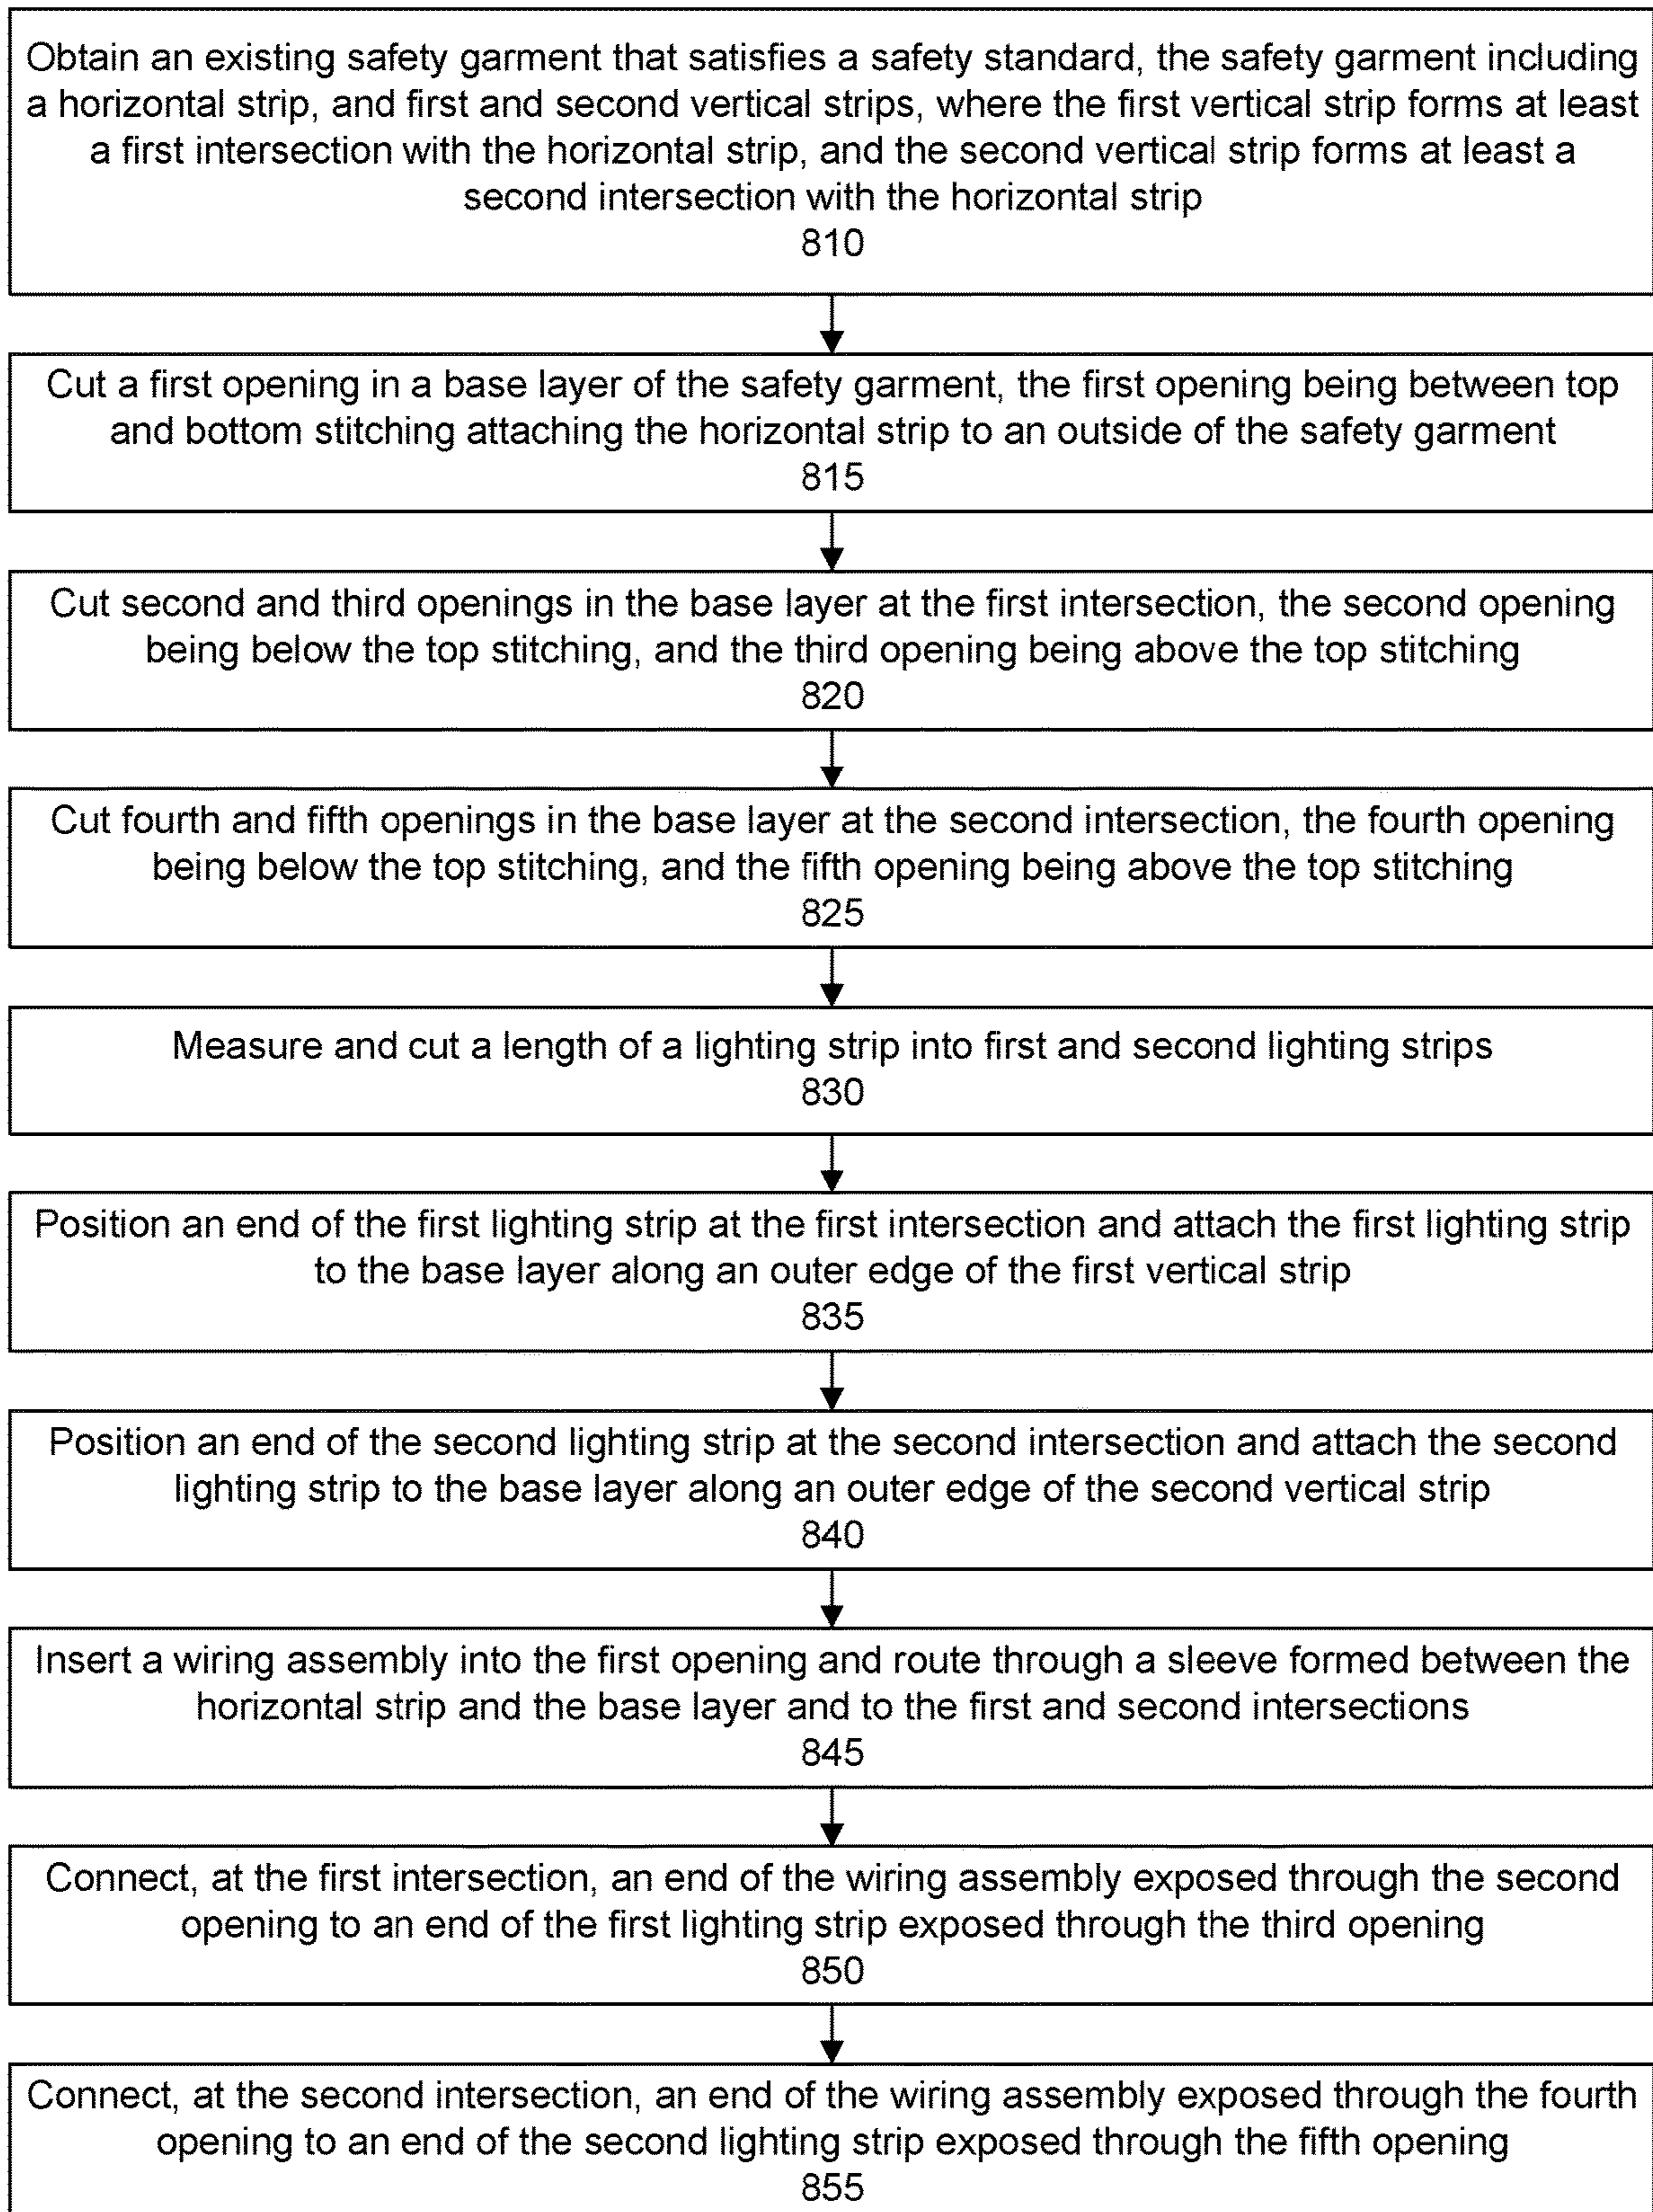 Obtain an existing safety garment that satisfies a safety standard, the safety garment including
a horizontal strip, and first and second vertical strips, where the first vertical strip forms at least
a first intersection with the horizontal strip, and the second vertical strip forms at least a
second intersection with the horizontal strip
810
Cut a first opening in a base layer of the safety garment, the first opening being between top
and bottom stitching attaching the horizontal strip to an outside of the safety garment
815
Cut second and third openings in the base layer at the first intersection, the second opening
being below the top stitching, and the third opening being above the top stitching
820
Cut fourth and fifth openings in the base layer at the second intersection, the fourth opening
being below the top stitching, and the fifth opening being above the top stitching
825
Measure and cut a length of a lighting strip into first and second lighting strips
830
Position an end of the first lighting strip at the first intersection and attach the first lighting strip
to the base layer along an outer edge of the first vertical strip
835
Position an end of the second lighting strip at the second intersection and attach the second
lighting strip to the base layer along an outer edge of the second vertical strip
840
Insert a wiring assembly into the first opening and route through a sleeve formed between the
horizontal strip and the base layer and to the first and second intersections
845
Connect, at the first intersection, an end of the wiring assembly exposed through the second
opening to an end of the first lighting strip exposed through the third opening
850
Connect, at the second intersection, an end of the wiring assembly exposed through the fourth
opening to an end of the second lighting strip exposed through the fifth opening
855